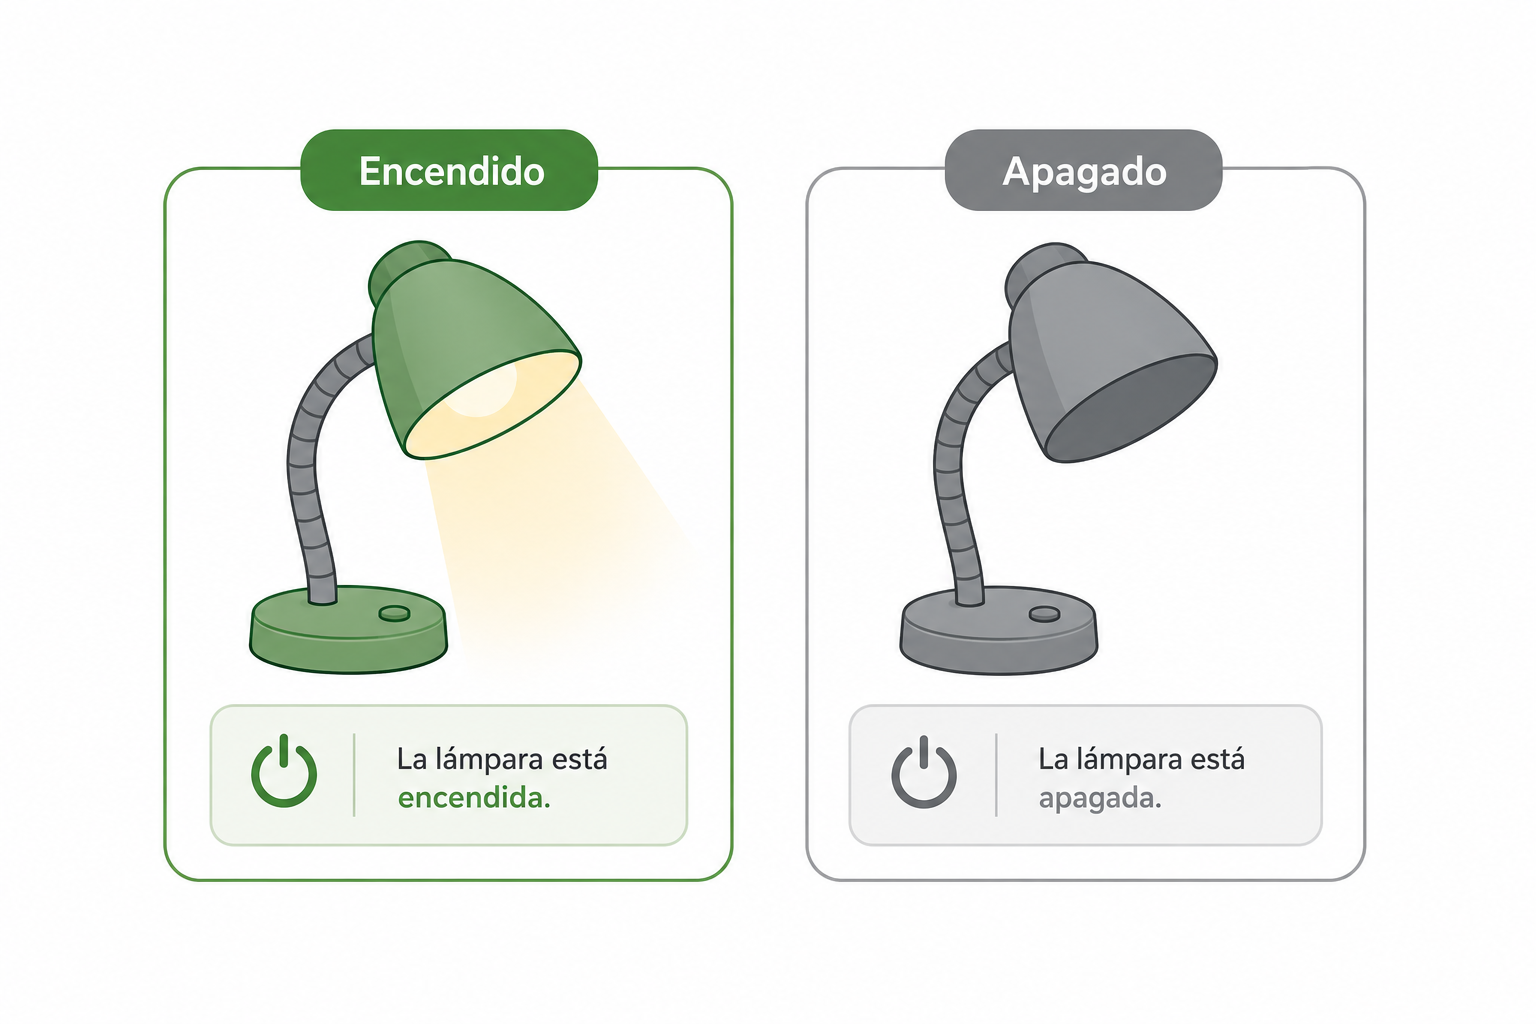 Encendido
La lámpara está
encendida.
Apagado
La lámpara está
apagada.